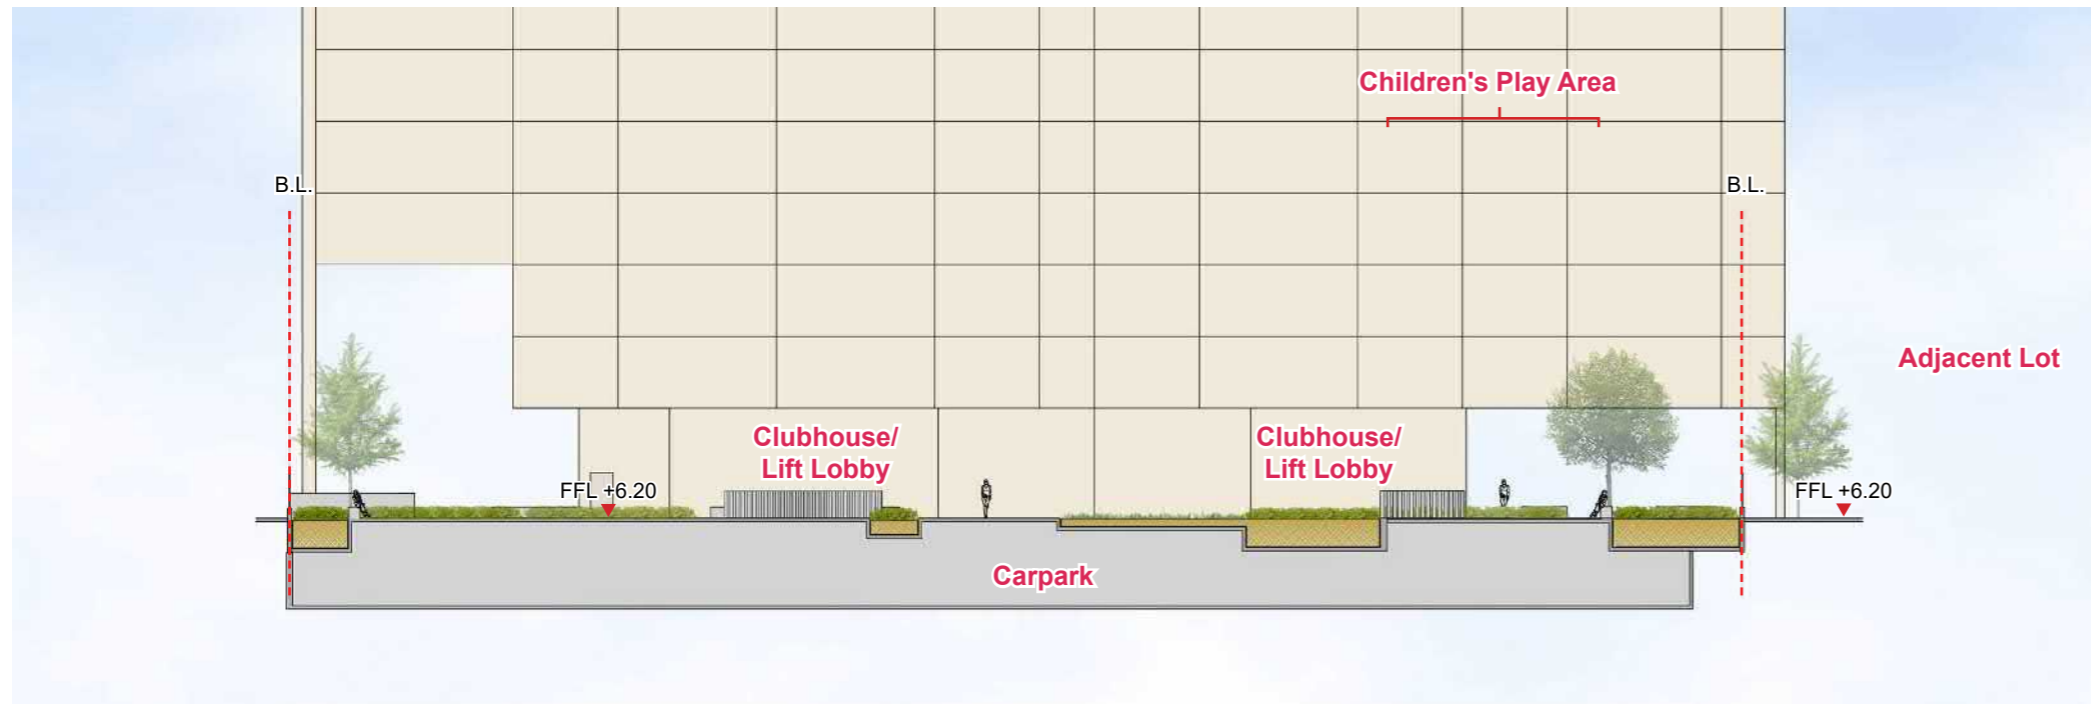 Children's Play Area
B.L.
B.L.
Adjacent Lot
Clubhouse/
Lift Lobby
Clubhouse/
Lift Lobby
FFL +6.20
FFL +6.20
Carpark